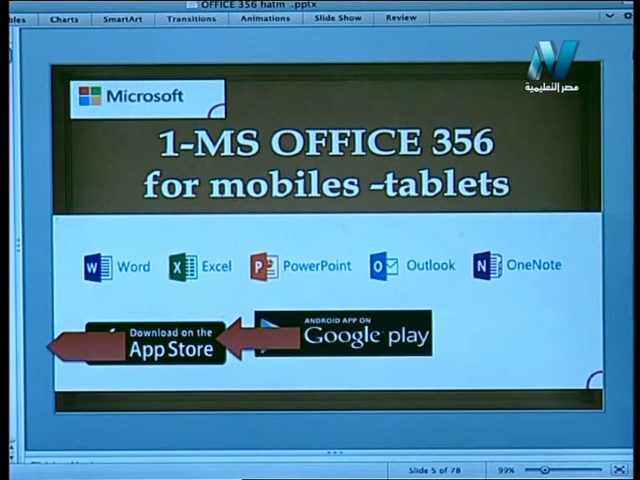 OFFICE 356 hatm .pptx
Charts SmartArt Transitions Animations Slide Show Review
مصر التعليمية
Microsoft
1-MS OFFICE 356
for mobiles -tablets
Word Excel PowerPoint Outlook OneNote
ANDROID APP ON
Google play
Download on the
App Store
Slide 5 of 78 99%